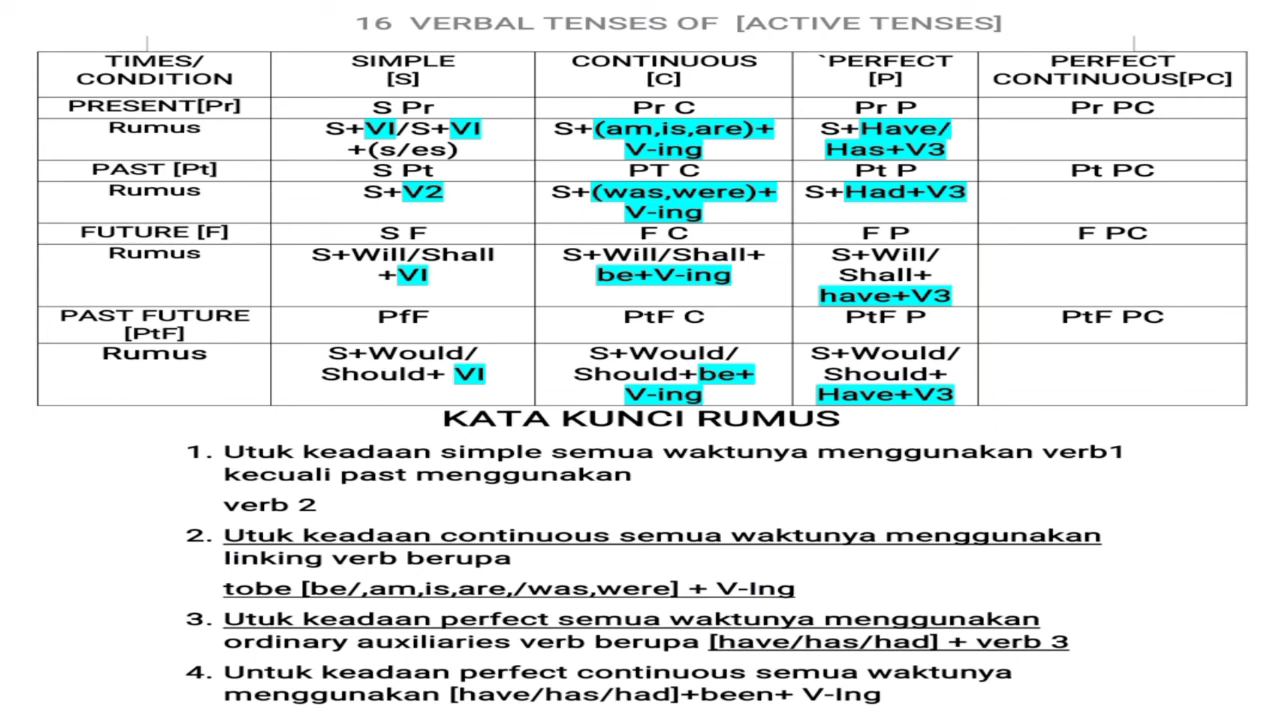 16 VERBAL TENSES OF [ACTIVE TENSES]
TIMES/ SIMPLE CONTINUOUS `PERFECT PERFECT
CONDITION [S] [C] [P] CONTINUOUS[PC]
PRESENT[Pr] S Pr Pr C Pr P Pr PC
Rumus S+VI/S+VI S+(am,is,are)+ S+Have/
+(s/es) V-ing Has+V3
PAST [Pt] S Pt PT C Pt P Pt PC
Rumus S+V2 S+(was,were)+ S+Had+V3
V-ing
FUTURE [F] S F F C F P F PC
Rumus S+Will/Shall S+Will/Shall+ S+Will/
+VI be+V-ing Shall+
have+V3
PAST FUTURE PfF PtF C PtF P PtF PC
[PtF]
Rumus S+Would/ S+Would/ S+Would/
Should+ VI Should+be+ Should+
V-ing Have+V3
KATA KUNCI RUMUS
1. Utuk keadaan simple semua waktunya menggunakan verb1
kecuali past menggunakan
verb 2
2. Utuk keadaan continuous semua waktunya menggunakan
linking verb berupa
tobe [be/,am,is,are,/was,were] + V-Ing
3. Utuk keadaan perfect semua waktunya menggunakan
ordinary auxiliaries verb berupa [have/has/had] + verb 3
4. Untuk keadaan perfect continuous semua waktunya
menggunakan [have/has/had]+been+ V-Ing